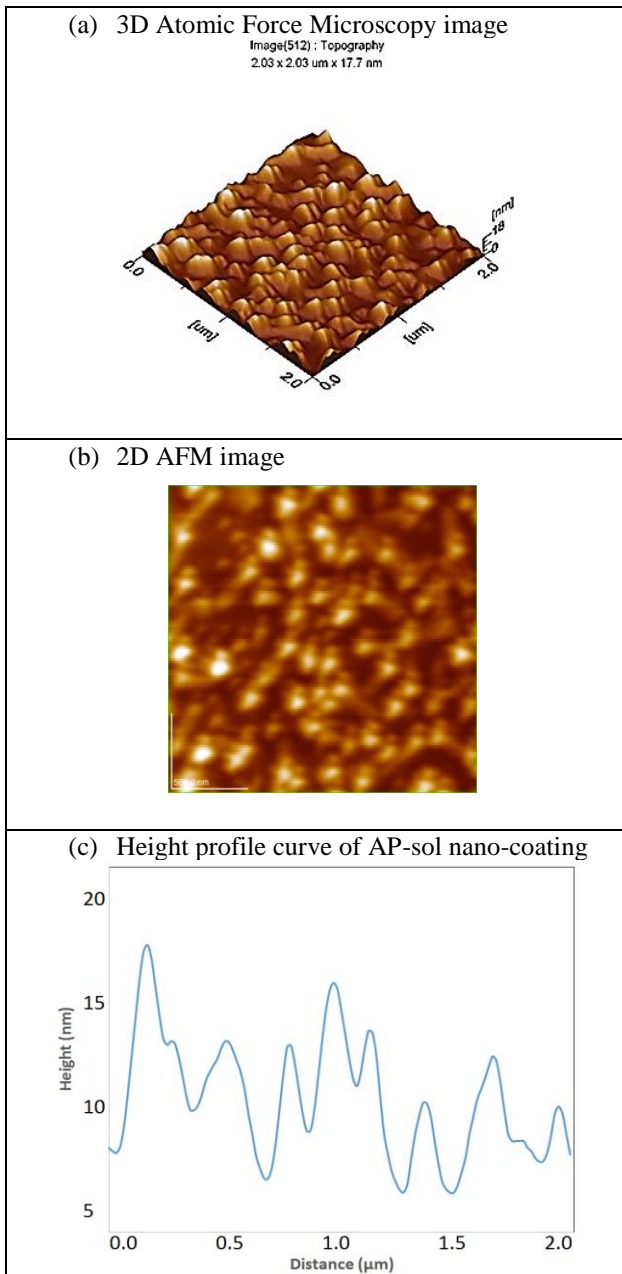 (a) 3D Atomic Force Microscopy image
Image(512) : Topography
2.03 x 2.03 um x 17.7 nm
[nm]
18
0
0.0
2.0
[um]
[um]
2.0
0.0
(b) 2D AFM image
(c) Height profile curve of AP-sol nano-coating
20
15
10
5
Height (nm)
0.0 0.5 1.0 1.5 2.0
Distance (µm)